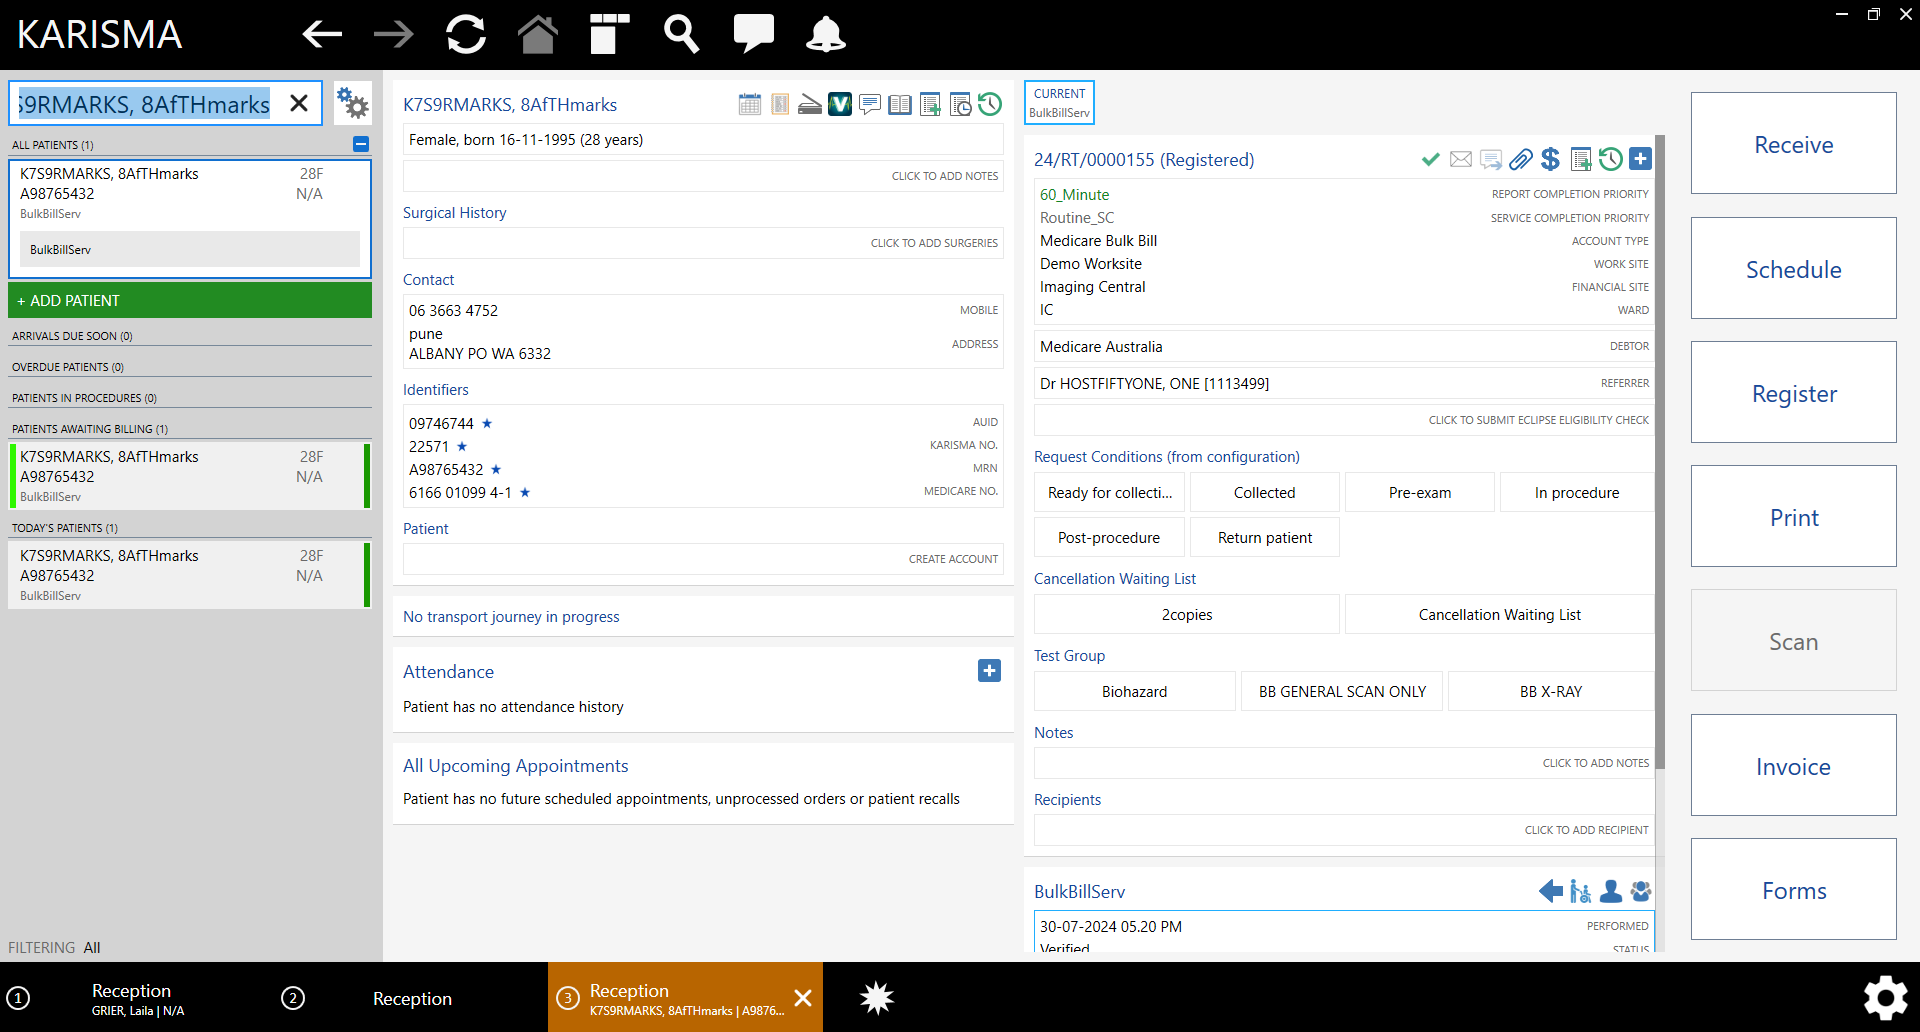 KARISMA
S9RMARKS, 8AfTHmarks
ALL PATIENTS (1)
K7S9RMARKS, 8AfTHmarks 28F
A98765432 N/A
BulkBillServ
BulkBillServ
+ ADD PATIENT
ARRIVALS DUE SOON (0)
OVERDUE PATIENTS (0)
PATIENTS IN PROCEDURES (0)
PATIENTS AWAITING BILLING (1)
K7S9RMARKS, 8AfTHmarks 28F
A98765432 N/A
BulkBillServ
TODAY'S PATIENTS (1)
K7S9RMARKS, 8AfTHmarks 28F
A98765432 N/A
BulkBillServ
FILTERING All
K7S9RMARKS, 8AfTHmarks
Female, born 16-11-1995 (28 years)
CLICK TO ADD NOTES
Surgical History
CLICK TO ADD SURGERIES
Contact
06 3663 4752 MOBILE
pune
ALBANY PO WA 6332 ADDRESS
Identifiers
09746744 ★ AUID
22571 ★ KARISMA NO.
A98765432 ★ MRN
6166 01099 4-1 ★ MEDICARE NO.
Patient
CREATE ACCOUNT
No transport journey in progress
Attendance
Patient has no attendance history
All Upcoming Appointments
Patient has no future scheduled appointments, unprocessed orders or patient recalls
CURRENT
BulkBillServ
24/RT/0000155 (Registered)
60_Minute REPORT COMPLETION PRIORITY
Routine_SC SERVICE COMPLETION PRIORITY
Medicare Bulk Bill ACCOUNT TYPE
Demo Worksite WORK SITE
Imaging Central FINANCIAL SITE
IC WARD
Medicare Australia DEBTOR
Dr HOSTFIFTYONE, ONE [1113499] REFERRER
CLICK TO SUBMIT ECLIPSE ELIGIBILITY CHECK
Request Conditions (from configuration)
Ready for collecti... Collected Pre-exam In procedure
Post-procedure Return patient
Cancellation Waiting List
2copies Cancellation Waiting List
Test Group
Biohazard BB GENERAL SCAN ONLY BB X-RAY
Notes
CLICK TO ADD NOTES
Recipients
CLICK TO ADD RECIPIENT
BulkBillServ
30-07-2024 05.20 PM PERFORMED
Verified STATUS
Receive
Schedule
Register
Print
Scan
Invoice
Forms
1 Reception
GRIER, Laila | N/A
2 Reception
3 Reception
K7S9RMARKS, 8AfTHmarks | A9876...